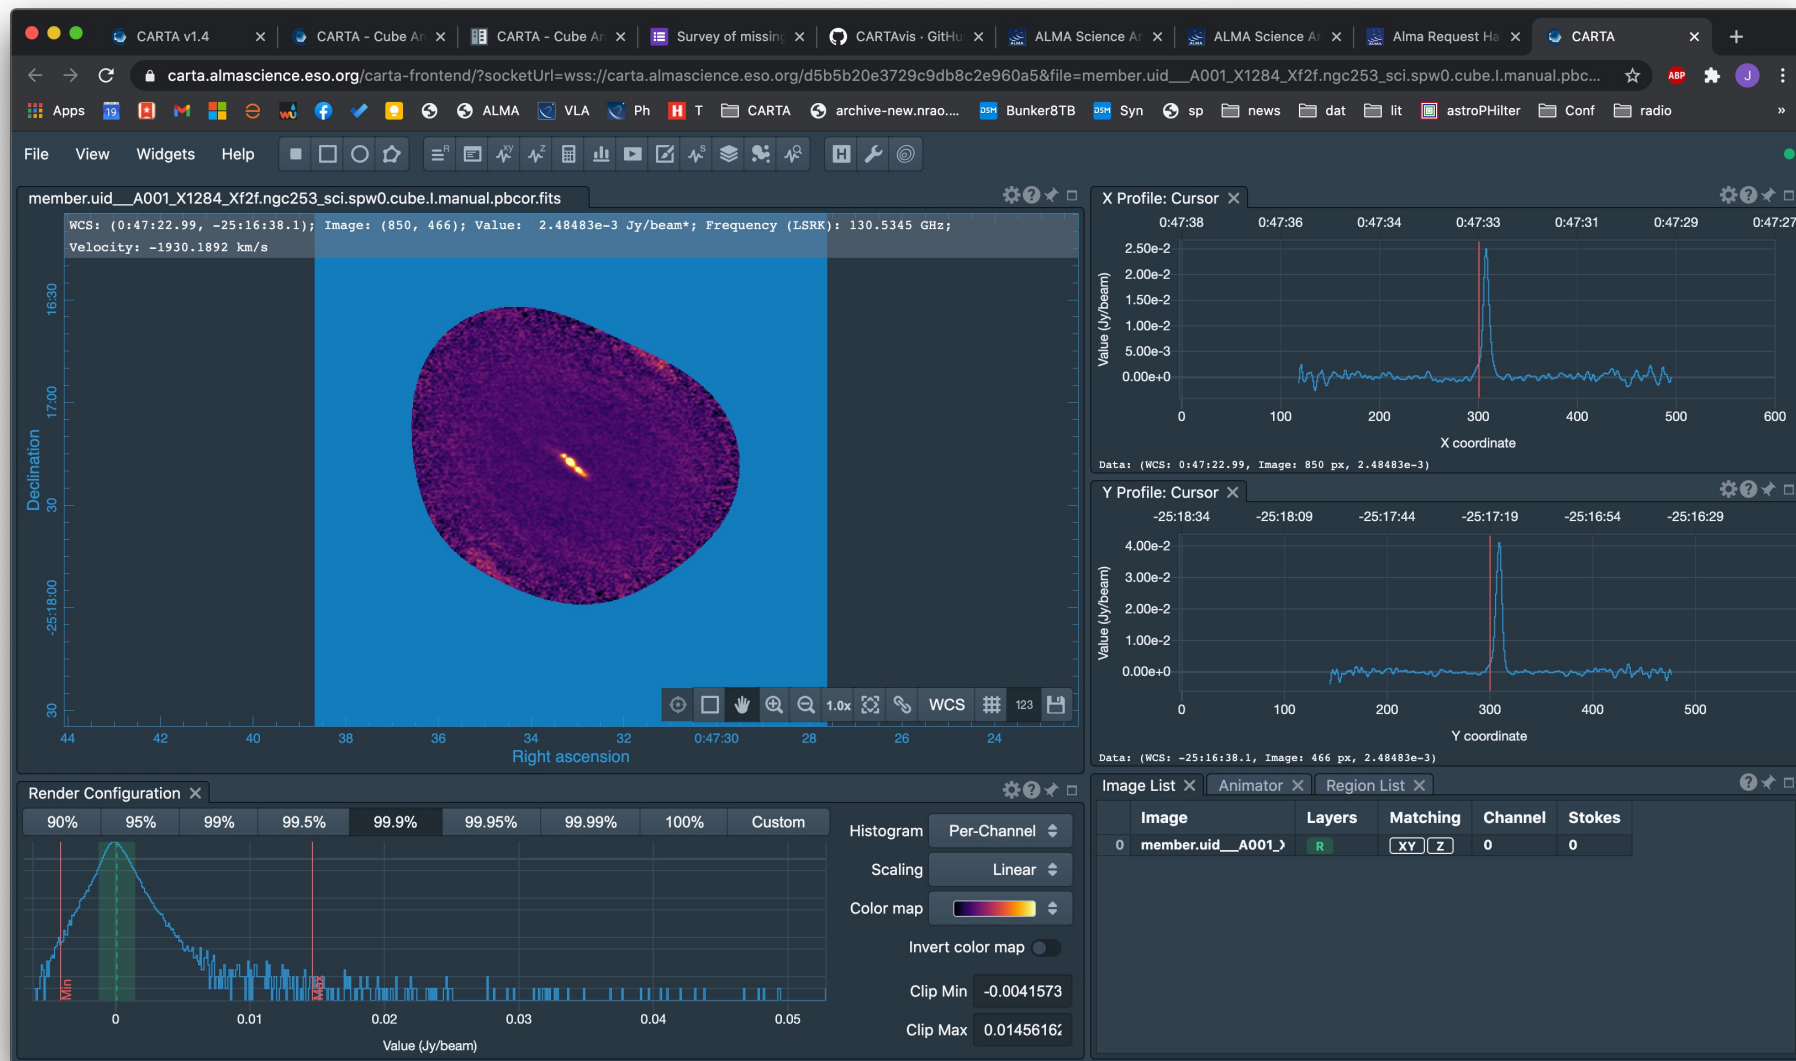 CARTA v1.4
CARTA - Cube An
CARTA - Cube An
Survey of missing
CARTAvis · GitHu
ALMA Science Ar
ALMA Science Ar
Alma Request Ha
CARTA
carta.almascience.eso.org/carta-frontend/?socketUrl=wss://carta.almascience.eso.org/d5b5b20e3729c9db8c2e960a5&file=member.uid___A001_X1284_Xf2f.ngc253_sci.spw0.cube.I.manual.pbc...
ABP
J
Apps
19
ALMA
VLA
Ph
H T
CARTA
archive-new.nrao....
DSM Bunker8TB
DSM Syn
sp
news
dat
lit
astroPHilter
Conf
radio
»
File View Widgets Help
member.uid___A001_X1284_Xf2f.ngc253_sci.spw0.cube.I.manual.pbcor.fits
WCS: (0:47:22.99, -25:16:38.1); Image: (850, 466); Value: 2.48483e-3 Jy/beam*; Frequency (LSRK): 130.5345 GHz;
Velocity: -1930.1892 km/s
16:30
17:00
30
-25:18:00
30
Declination
1.0x
WCS
123
44 42 40 38 36 34 32 0:47:30 28 26 24
Right ascension
X Profile: Cursor
0:47:38 0:47:36 0:47:34 0:47:33 0:47:31 0:47:29 0:47:27
2.50e-2
2.00e-2
1.50e-2
1.00e-2
5.00e-3
0.00e+0
Value (Jy/beam)
0 100 200 300 400 500 600
X coordinate
Data: (WCS: 0:47:22.99, Image: 850 px, 2.48483e-3)
Y Profile: Cursor
-25:18:34 -25:18:09 -25:17:44 -25:17:19 -25:16:54 -25:16:29
4.00e-2
3.00e-2
2.00e-2
1.00e-2
0.00e+0
Value (Jy/beam)
0 100 200 300 400 500
Y coordinate
Data: (WCS: -25:16:38.1, Image: 466 px, 2.48483e-3)
Render Configuration
90% 95% 99% 99.5% 99.9% 99.95% 99.99% 100% Custom
Min
Max
0 0.01 0.02 0.03 0.04 0.05
Value (Jy/beam)
Histogram Per-Channel
Scaling Linear
Color map
Invert color map
Clip Min -0.0041573
Clip Max 0.01456162
Image List Animator Region List
Image Layers Matching Channel Stokes
0 member.uid___A001_X R XY Z 0 0